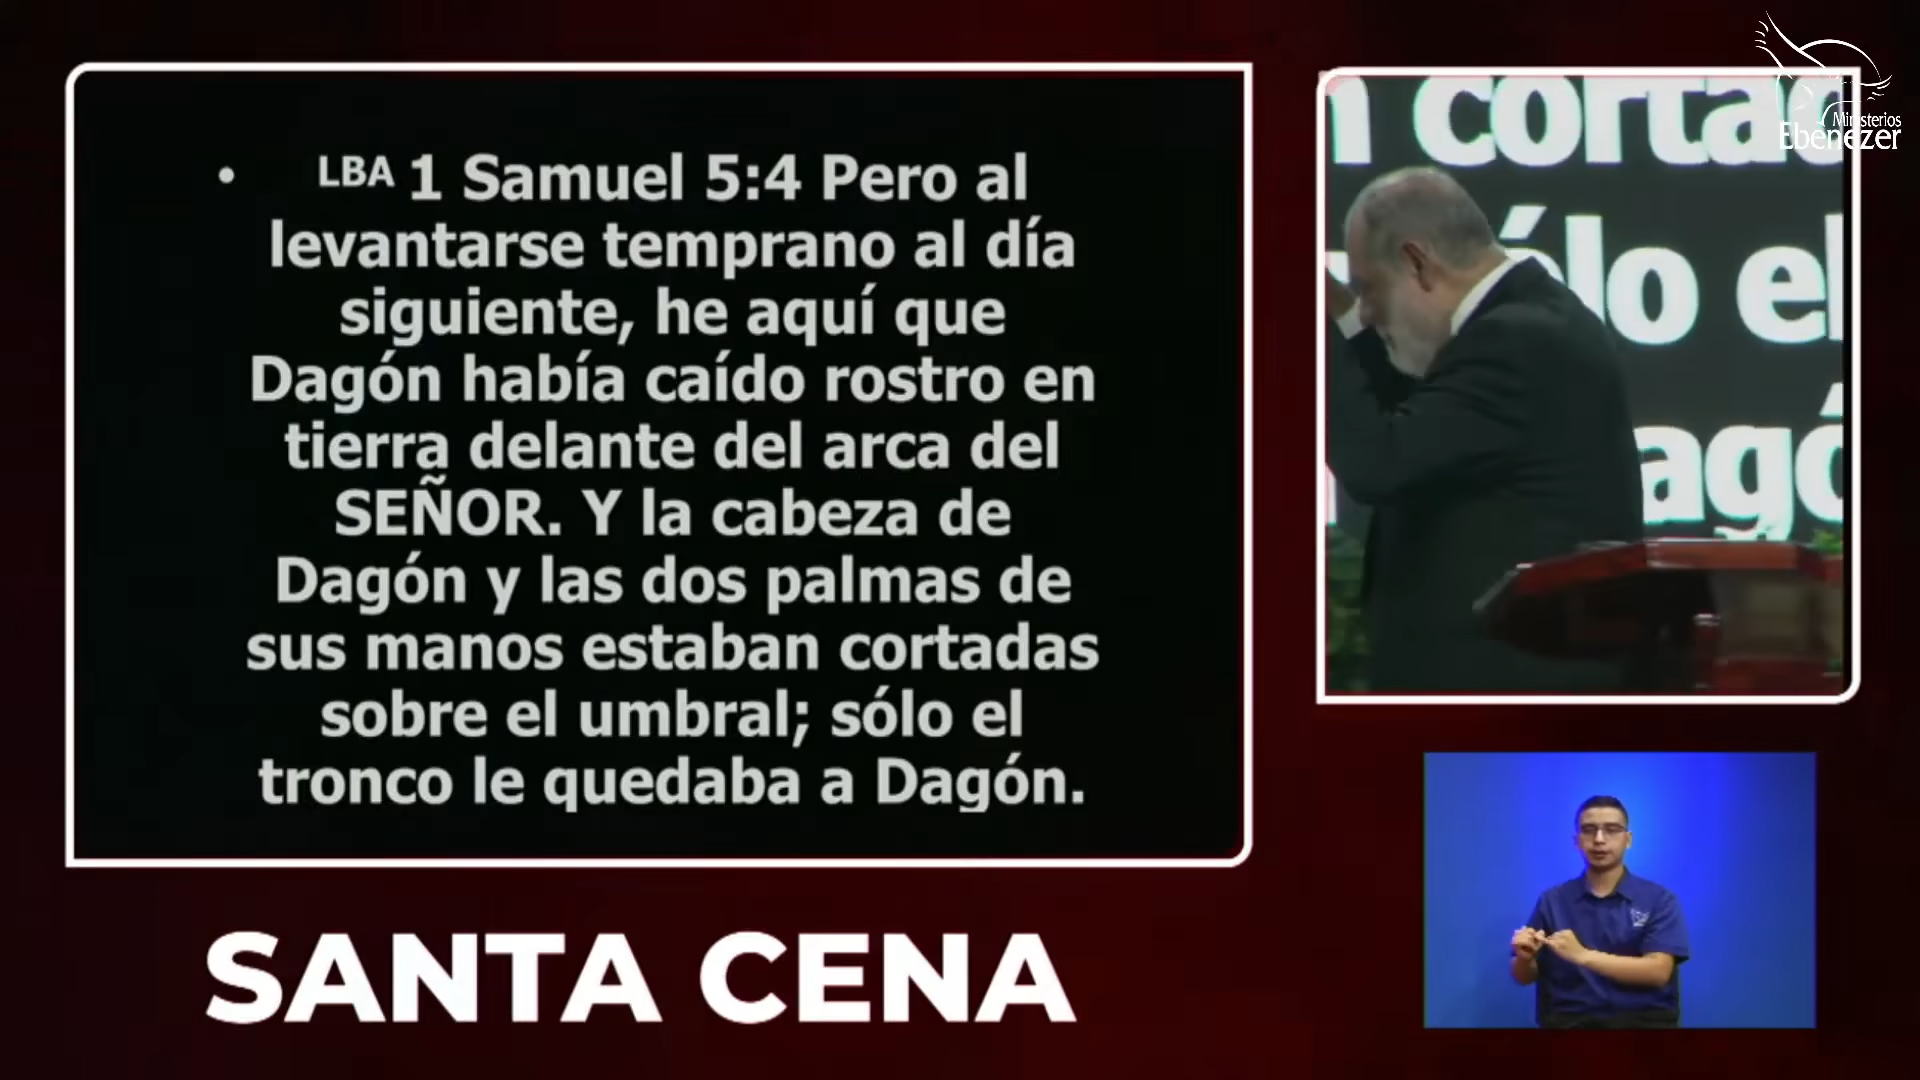 • LBA 1 Samuel 5:4 Pero al
levantarse temprano al día
siguiente, he aquí que
Dagón había caído rostro en
tierra delante del arca del
SEÑOR. Y la cabeza de
Dagón y las dos palmas de
sus manos estaban cortadas
sobre el umbral; sólo el
tronco le quedaba a Dagón.
SANTA CENA
Ministerios
Ebenezer
n cortad
sólo el
agó